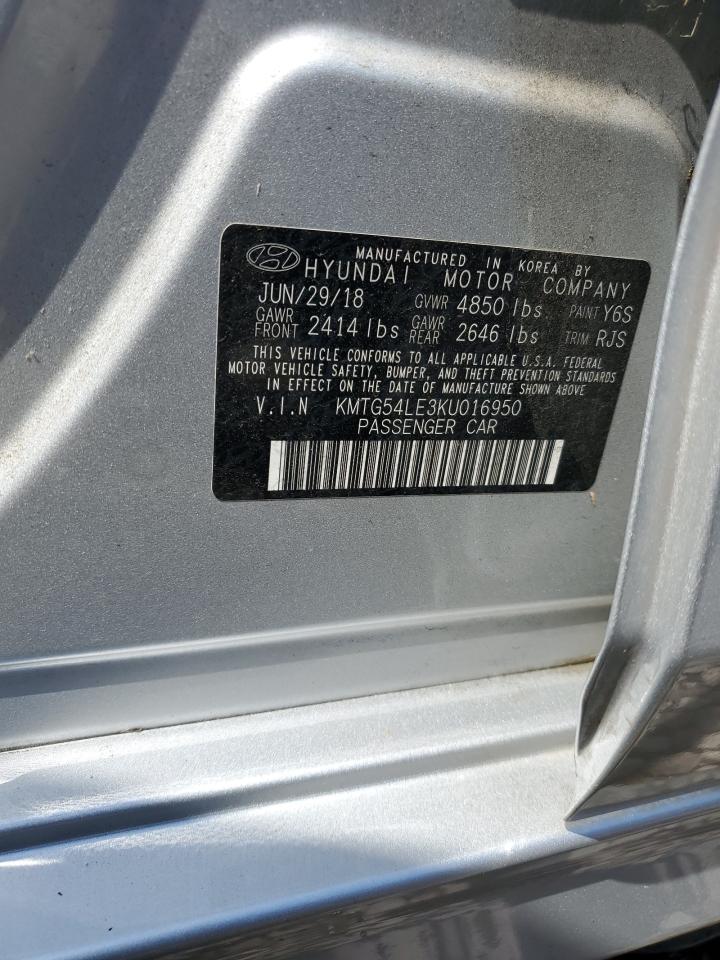 MANUFACTURED IN KOREA BY
HYUNDAI MOTOR COMPANY
JUN/29/18 GVWR 4850 lbs PAINT Y6S
GAWR FRONT 2414 lbs GAWR REAR 2646 lbs TRIM RJS
THIS VEHICLE CONFORMS TO ALL APPLICABLE U.S.A. FEDERAL
MOTOR VEHICLE SAFETY, BUMPER, AND THEFT PREVENTION STANDARDS
IN EFFECT ON THE DATE OF MANUFACTURE SHOWN ABOVE
V.I.N KMTG54LE3KU016950
PASSENGER CAR